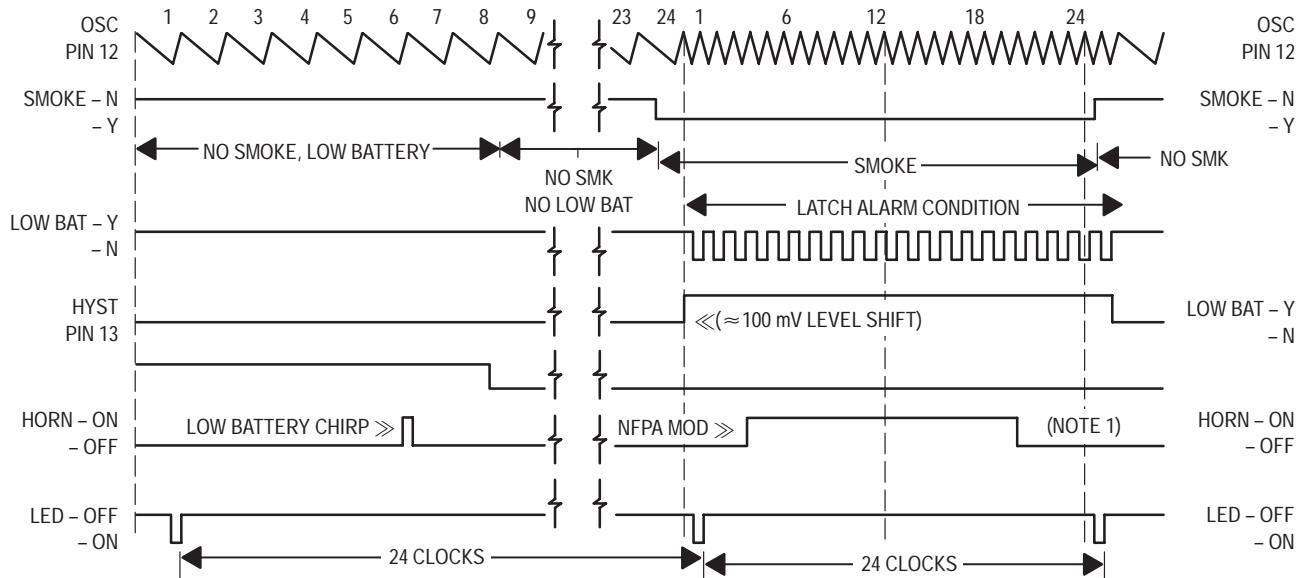 1 2 3 4 5 6 7 8 9 23 24 1 6 12 18 24
OSC
PIN 12
OSC
PIN 12
SMOKE – N
– Y
SMOKE – N
– Y
NO SMOKE, LOW BATTERY
NO SMK
NO LOW BAT
SMOKE
NO SMK
LATCH ALARM CONDITION
LOW BAT – Y
– N
HYST
PIN 13
≪(≈100 mV LEVEL SHIFT)
LOW BAT – Y
– N
HORN – ON
– OFF
LOW BATTERY CHIRP ≫
NFPA MOD ≫
(NOTE 1)
HORN – ON
– OFF
LED – OFF
– ON
24 CLOCKS
24 CLOCKS
LED – OFF
– ON